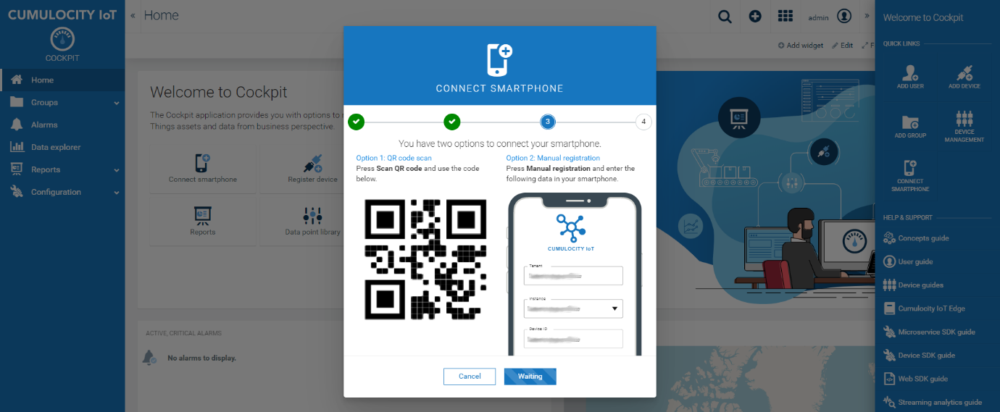 CUMULOCITY IoT
COCKPIT
Home
Groups
Alarms
Data explorer
Reports
Configuration
«
Home
admin
»
Add widget
Edit
F
Welcome to Cockpit
The Cockpit application provides you with options to
Things assets and data from business perspective.
Connect smartphone
Register device
Reports
Data point library
ACTIVE, CRITICAL ALARMS
No alarms to display.
CONNECT SMARTPHONE
3
4
You have two options to connect your smartphone.
Option 1: QR code scan
Press Scan QR code and use the code
below.
Option 2: Manual registration
Press Manual registration and enter the
following data in your smartphone.
CUMULOCITY IoT
Tenant
Instance
Device ID
Cancel
Waiting
Welcome to Cockpit
QUICK LINKS
ADD USER
ADD DEVICE
ADD GROUP
DEVICE
MANAGEMENT
CONNECT
SMARTPHONE
HELP & SUPPORT
Concepts guide
User guide
Device guides
Cumulocity IoT Edge
Microservice SDK guide
Device SDK guide
Web SDK guide
Streaming analytics guide